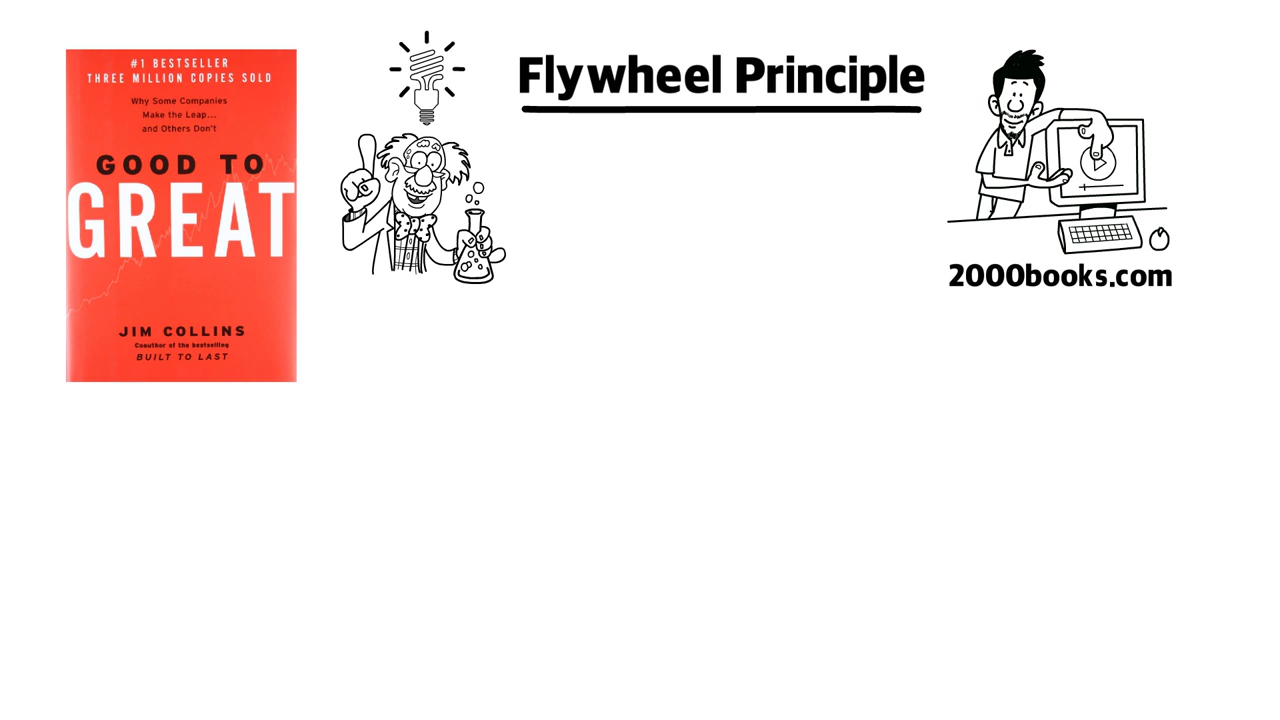 #1 BESTSELLER
THREE MILLION COPIES SOLD
Why Some Companies
Make the Leap...
and Others Don't
GOOD TO
GREAT
JIM COLLINS
Coauthor of the bestselling
BUILT TO LAST
Flywheel Principle
2000books.com